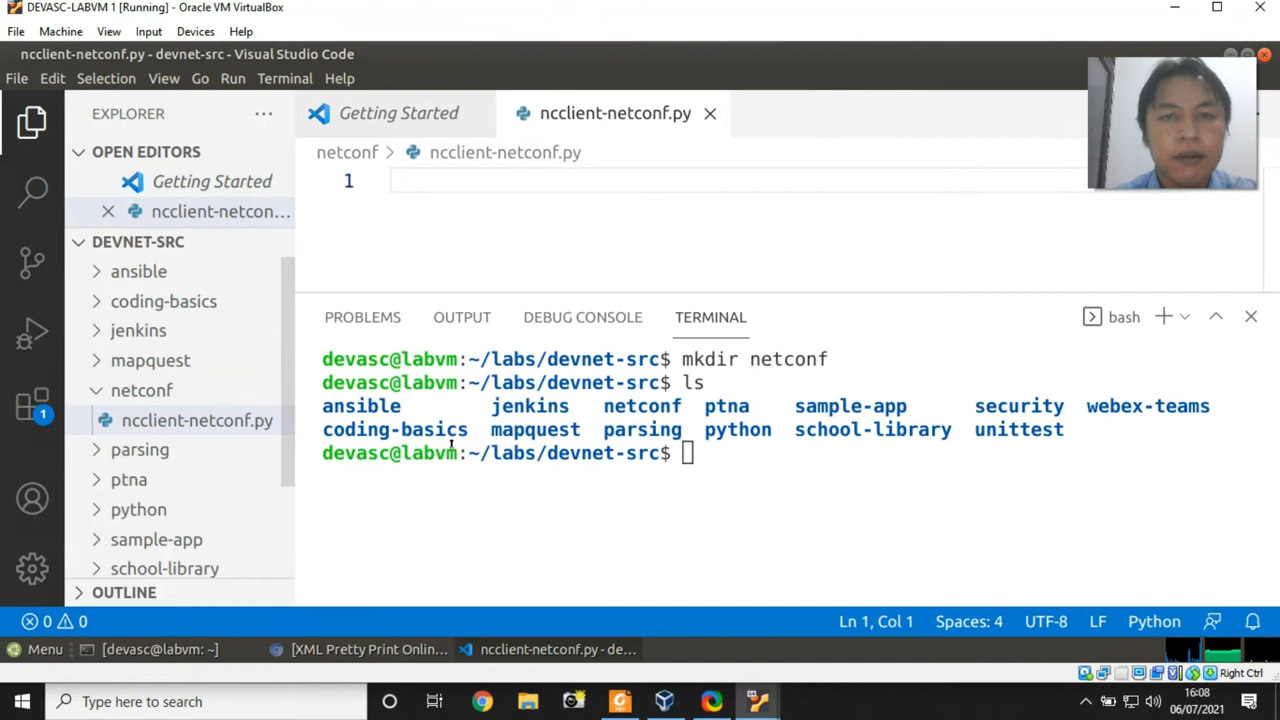 DEVASC-LABVM 1 [Running] - Oracle VM VirtualBox
File Machine View Input Devices Help
ncclient-netconf.py - devnet-src - Visual Studio Code
File Edit Selection View Go Run Terminal Help
EXPLORER ...
Getting Started
ncclient-netconf.py
OPEN EDITORS
netconf > ncclient-netconf.py
Getting Started
1
ncclient-netcon...
DEVNET-SRC
ansible
coding-basics
jenkins
mapquest
netconf
ncclient-netconf.py
parsing
ptna
python
sample-app
school-library
OUTLINE
PROBLEMS OUTPUT DEBUG CONSOLE TERMINAL
bash
devasc@labvm:~/labs/devnet-src$ mkdir netconf
devasc@labvm:~/labs/devnet-src$ ls
ansible jenkins netconf ptna sample-app security webex-teams
coding-basics mapquest parsing python school-library unittest
devasc@labvm:~/labs/devnet-src$
1
0 0
Ln 1, Col 1 Spaces: 4 UTF-8 LF Python
Menu [devasc@labvm: ~] [XML Pretty Print Onlin... ncclient-netconf.py - de...
Right Ctrl
Type here to search
16:08
06/07/2021